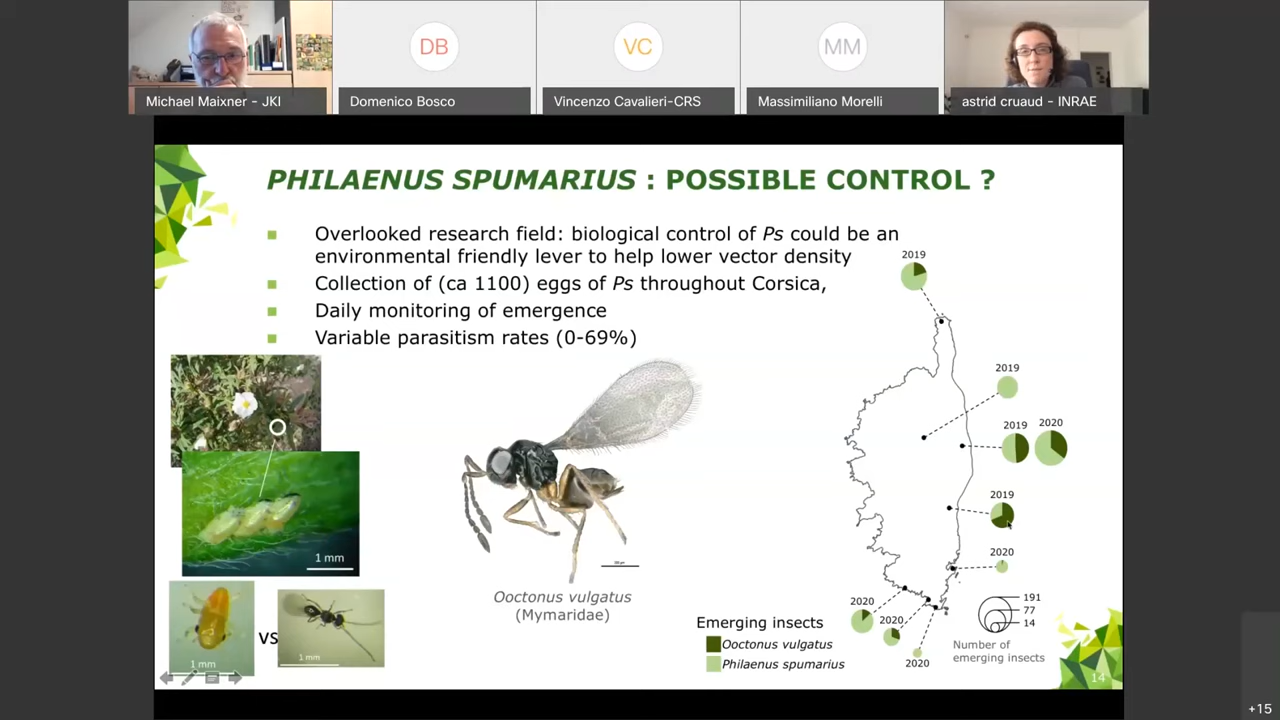 DB
VC
MM
Michael Maixner - JKI
Domenico Bosco
Vincenzo Cavalieri-CRS
Massimiliano Morelli
astrid cruaud - INRAE
PHILAENUS SPUMARIUS : POSSIBLE CONTROL ?
Overlooked research field: biological control of Ps could be an
environmental friendly lever to help lower vector density
Collection of (ca 1100) eggs of Ps throughout Corsica,
Daily monitoring of emergence
Variable parasitism rates (0-69%)
1 mm
1 mm
VS
1 mm
Ooctonus vulgatus
(Mymaridae)
2019
2019
2019
2020
2019
2020
2020
2020
2020
Emerging insects
Ooctonus vulgatus
Philaenus spumarius
191
77
14
Number of
emerging insects
14
+15